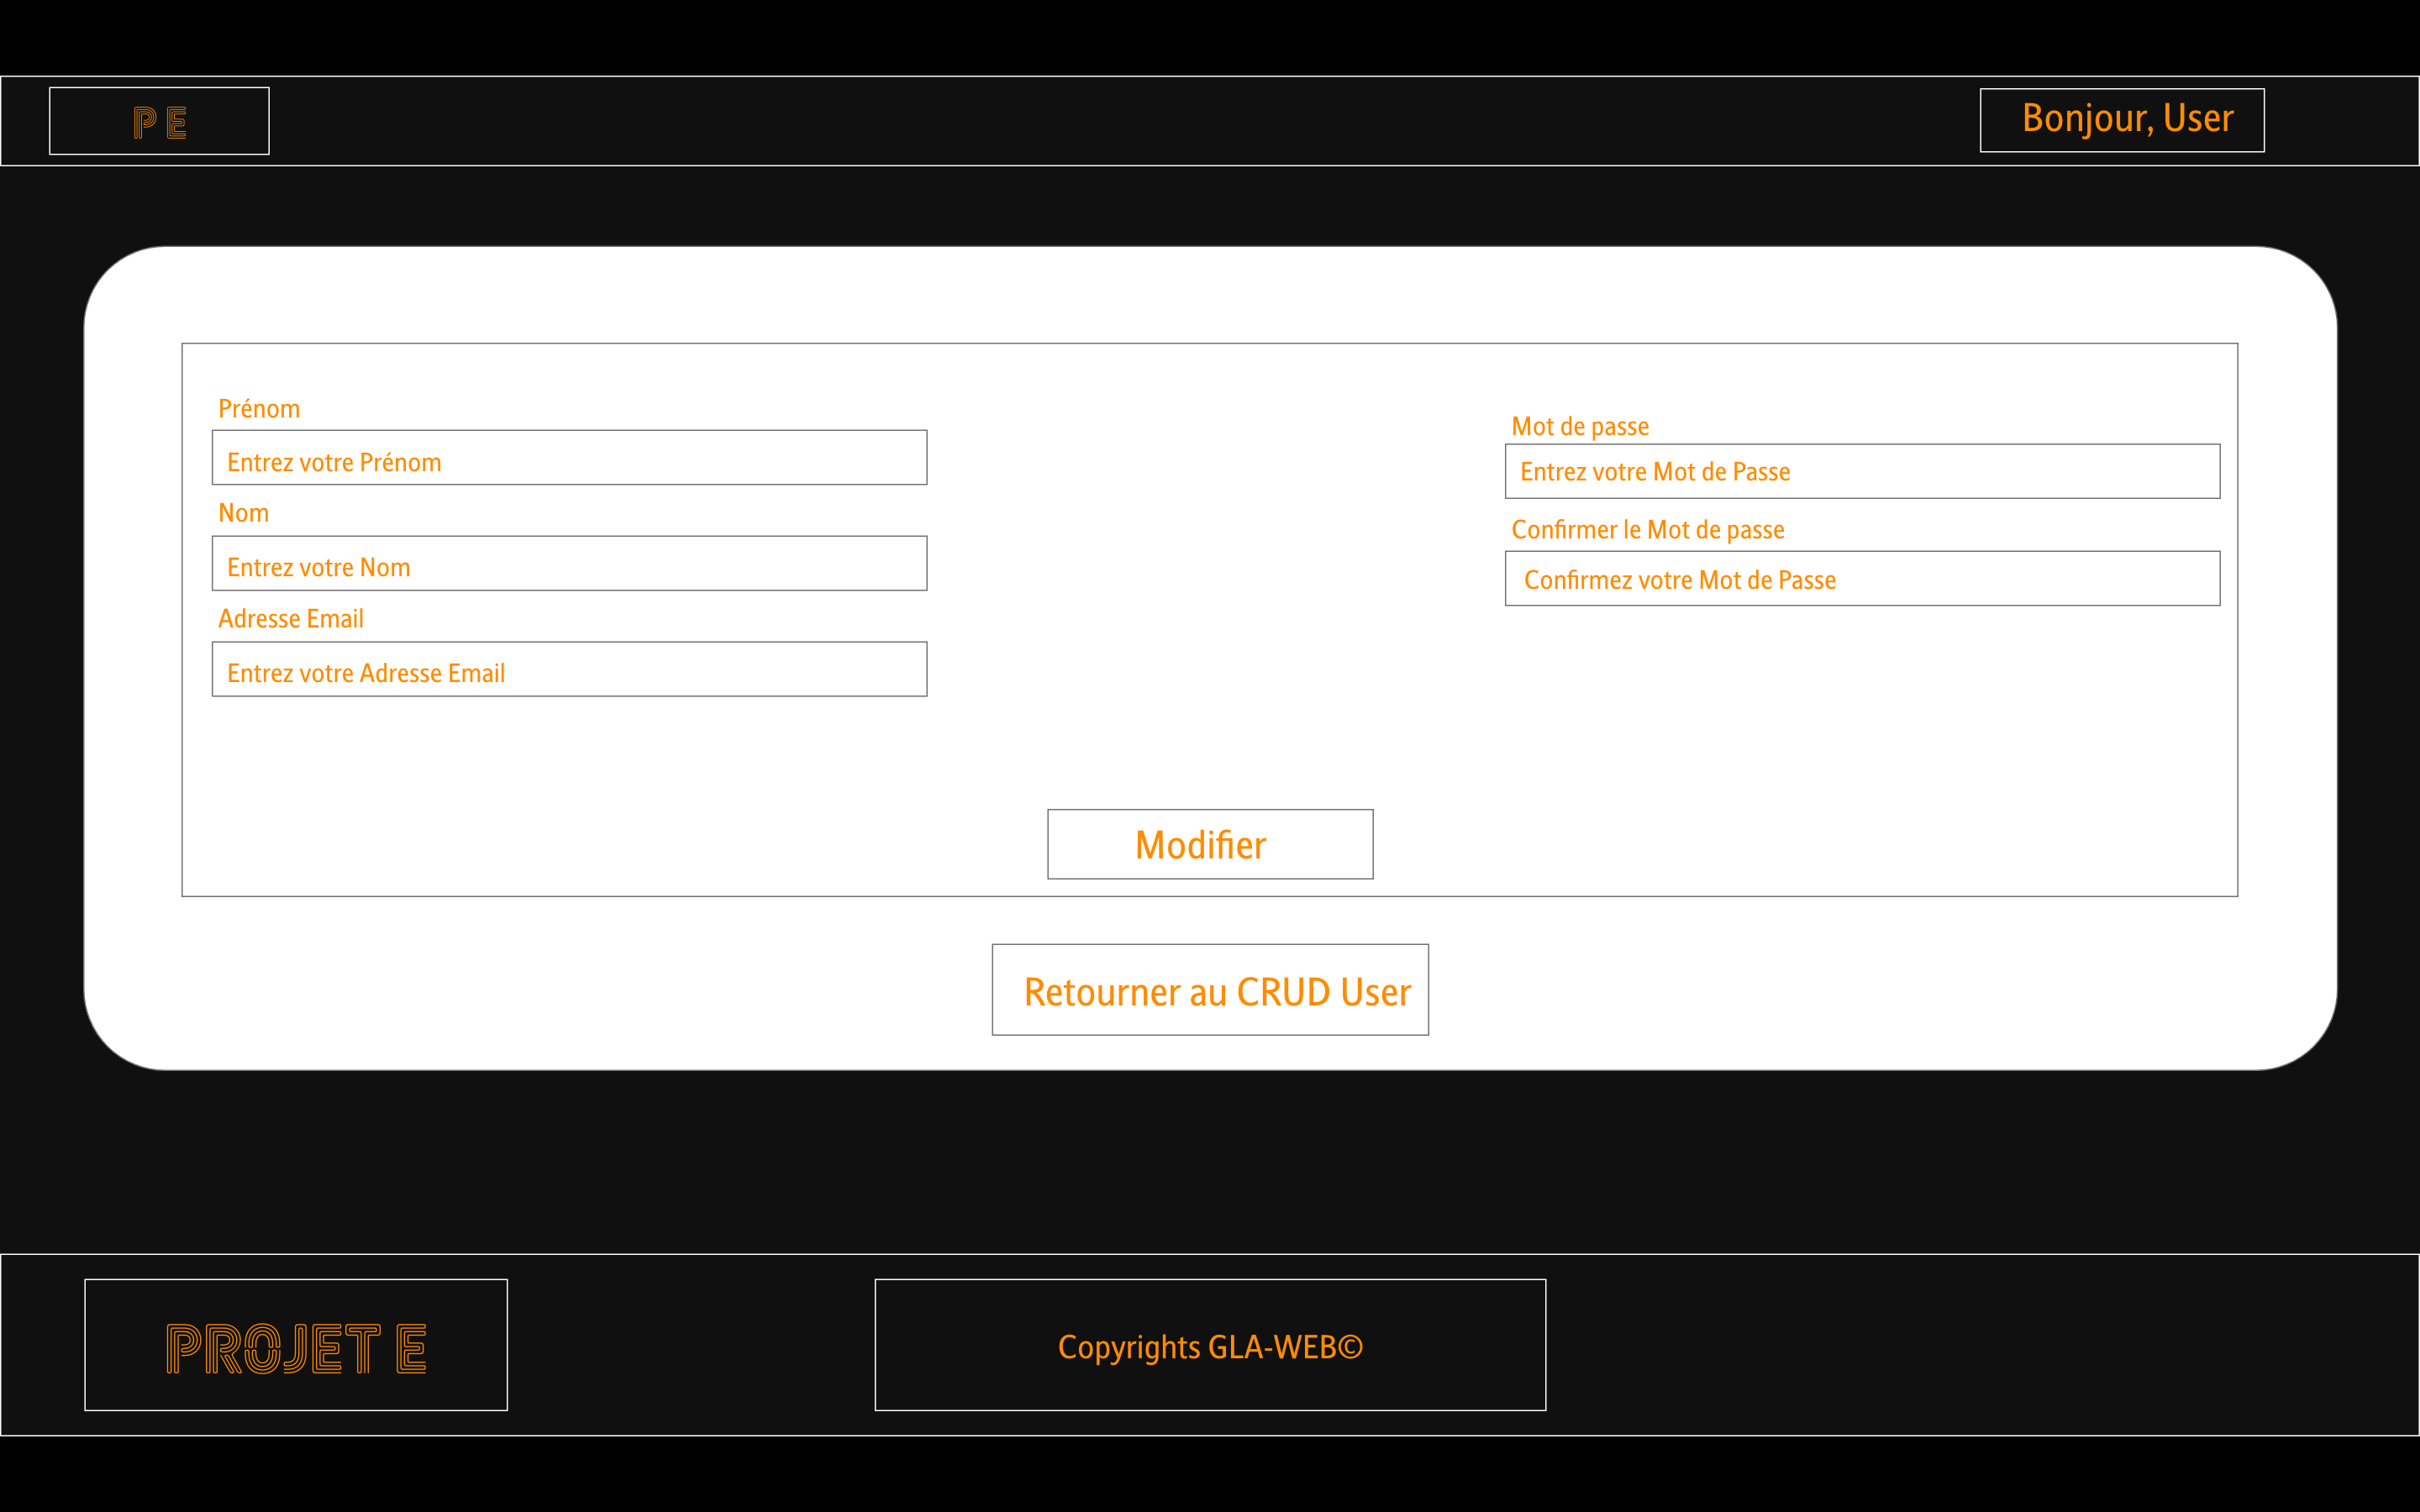 P E
Bonjour, User
Prénom
Entrez votre Prénom
Nom
Entrez votre Nom
Adresse Email
Entrez votre Adresse Email
Mot de passe
Entrez votre Mot de Passe
Confirmer le Mot de passe
Confirmez votre Mot de Passe
Modifier
Retourner au CRUD User
PROJET E
Copyrights GLA-WEB©